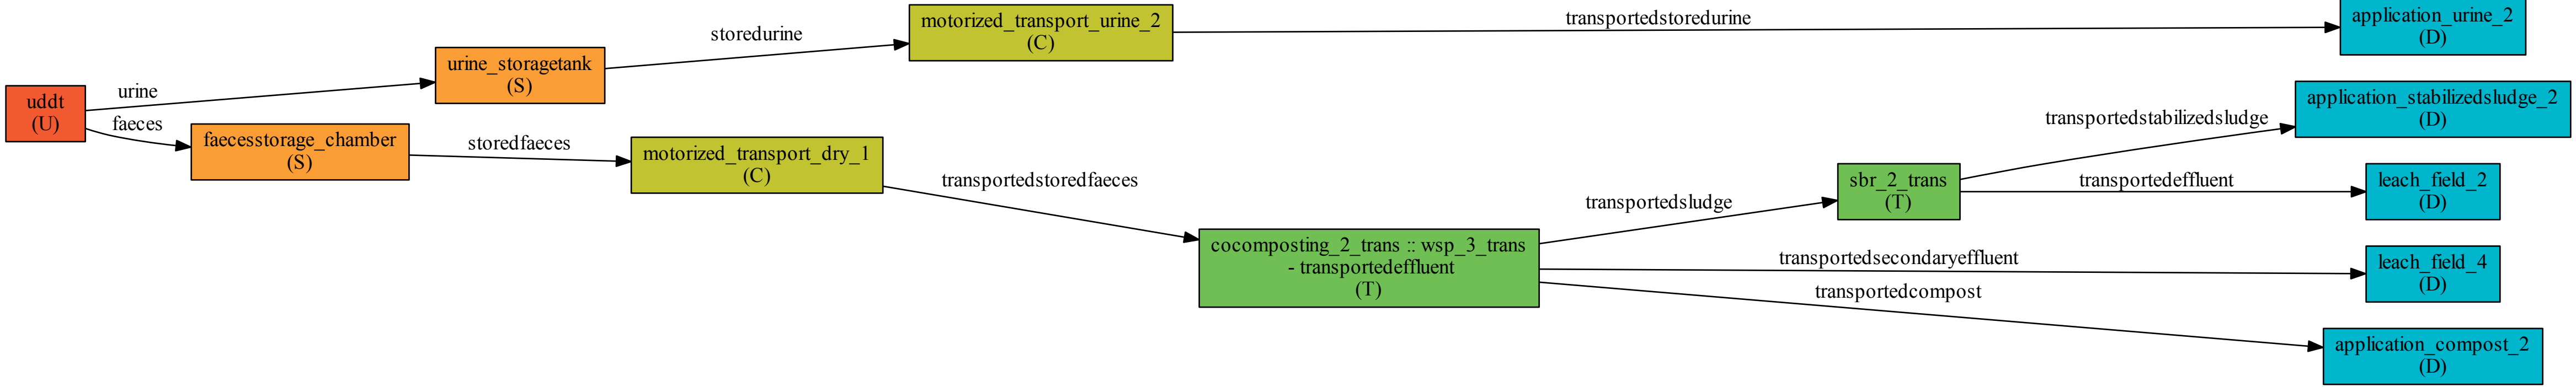 uddt
(U)
urine
faeces
urine_storagetank
(S)
faecesstorage_chamber
(S)
storedurine
storedfaeces
motorized_transport_urine_2
(C)
motorized_transport_dry_1
(C)
transportedstoredurine
transportedstoredfaeces
cocomposting_2_trans :: wsp_3_trans
- transportedeffluent
(T)
transportedsludge
transportedsecondaryeffluent
transportedcompost
sbr_2_trans
(T)
transportedstabilizedsludge
transportedeffluent
application_urine_2
(D)
application_stabilizedsludge_2
(D)
leach_field_2
(D)
leach_field_4
(D)
application_compost_2
(D)